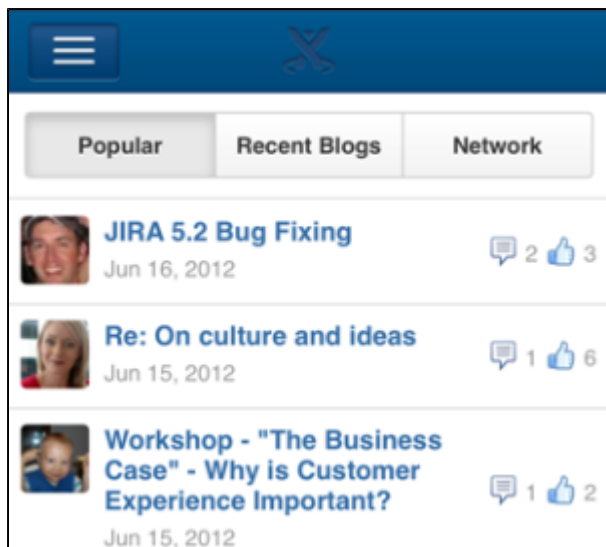 Popular Recent Blogs Network
JIRA 5.2 Bug Fixing
Jun 16, 2012
2 3
Re: On culture and ideas
Jun 15, 2012
1 6
Workshop - "The Business
Case" - Why is Customer
Experience Important?
1 2
Jun 15, 2012